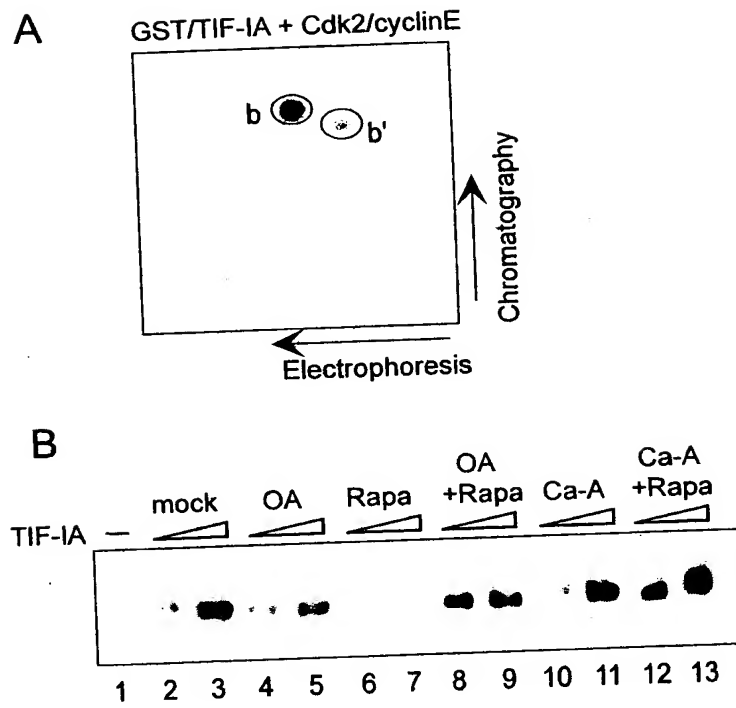 A
GST/TIF-IA + Cdk2/cyclinE
b
b'
Chromatography
Electrophoresis
B
mock OA Rapa OA +Rapa Ca-A Ca-A +Rapa
TIF-IA –
1 2 3 4 5 6 7 8 9 10 11 12 13